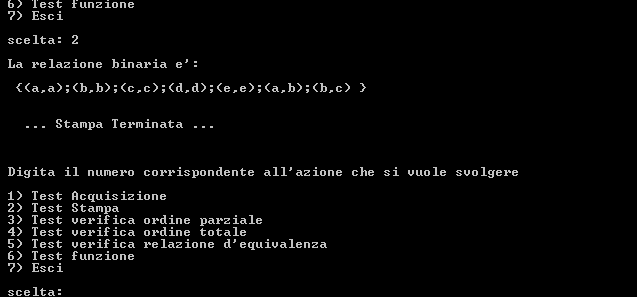 6) Test funzione
7) Esci
scelta: 2
La relazione binaria e':
{(a,a);(b,b);(c,c);(d,d);(e,e);(a,b);(b,c) }
... Stampa Terminata ...
Digita il numero corrispondente all'azione che si vuole svolgere
1) Test Acquisizione
2) Test Stampa
3) Test verifica ordine parziale
4) Test verifica ordine totale
5) Test verifica relazione d'equivalenza
6) Test funzione
7) Esci
scelta: